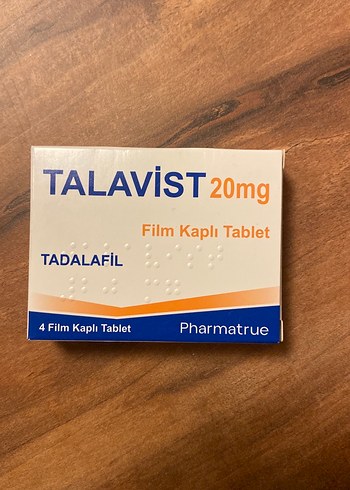 TALAVİST 20mg
Film Kaplı Tablet
TADALAFİL
4 Film Kaplı Tablet
Pharmatrue